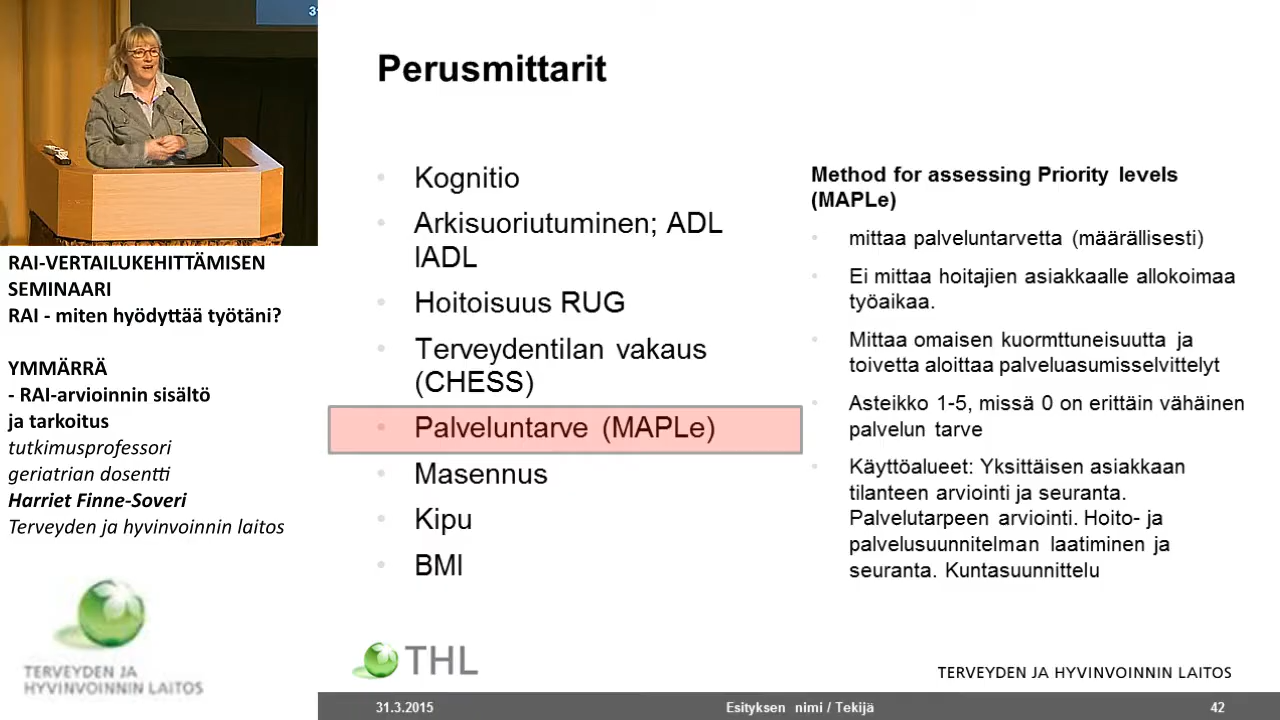 31
RAI-VERTAILUKEHITTÄMISEN
SEMINAARI
RAI - miten hyödyttää työtäni?
YMMÄRRÄ
- RAI-arvioinnin sisältö
ja tarkoitus
tutkimusprofessori
geriatrian dosentti
Harriet Finne-Soveri
Terveyden ja hyvinvoinnin laitos
TERVEYDEN JA
HYVINVOINNIN LAITOS
Perusmittarit
Kognitio
Arkisuoriutuminen; ADL
IADL
Hoitoisuus RUG
Terveydentilan vakaus
(CHESS)
Palveluntarve (MAPLe)
Masennus
Kipu
BMI
Method for assessing Priority levels
(MAPLe)
mittaa palveluntarvetta (määrällisesti)
Ei mittaa hoitajien asiakkaalle allokoimaa
työaikaa.
Mittaa omaisen kuormttuneisuutta ja
toivetta aloittaa palveluasumisselvittelyt
Asteikko 1-5, missä 0 on erittäin vähäinen
palvelun tarve
Käyttöalueet: Yksittäisen asiakkaan
tilanteen arviointi ja seuranta.
Palvelutarpeen arviointi. Hoito- ja
palvelusuunnitelman laatiminen ja
seuranta. Kuntasuunnittelu
THL
TERVEYDEN JA HYVINVOINNIN LAITOS
31.3.2015
Esityksen nimi / Tekijä
42